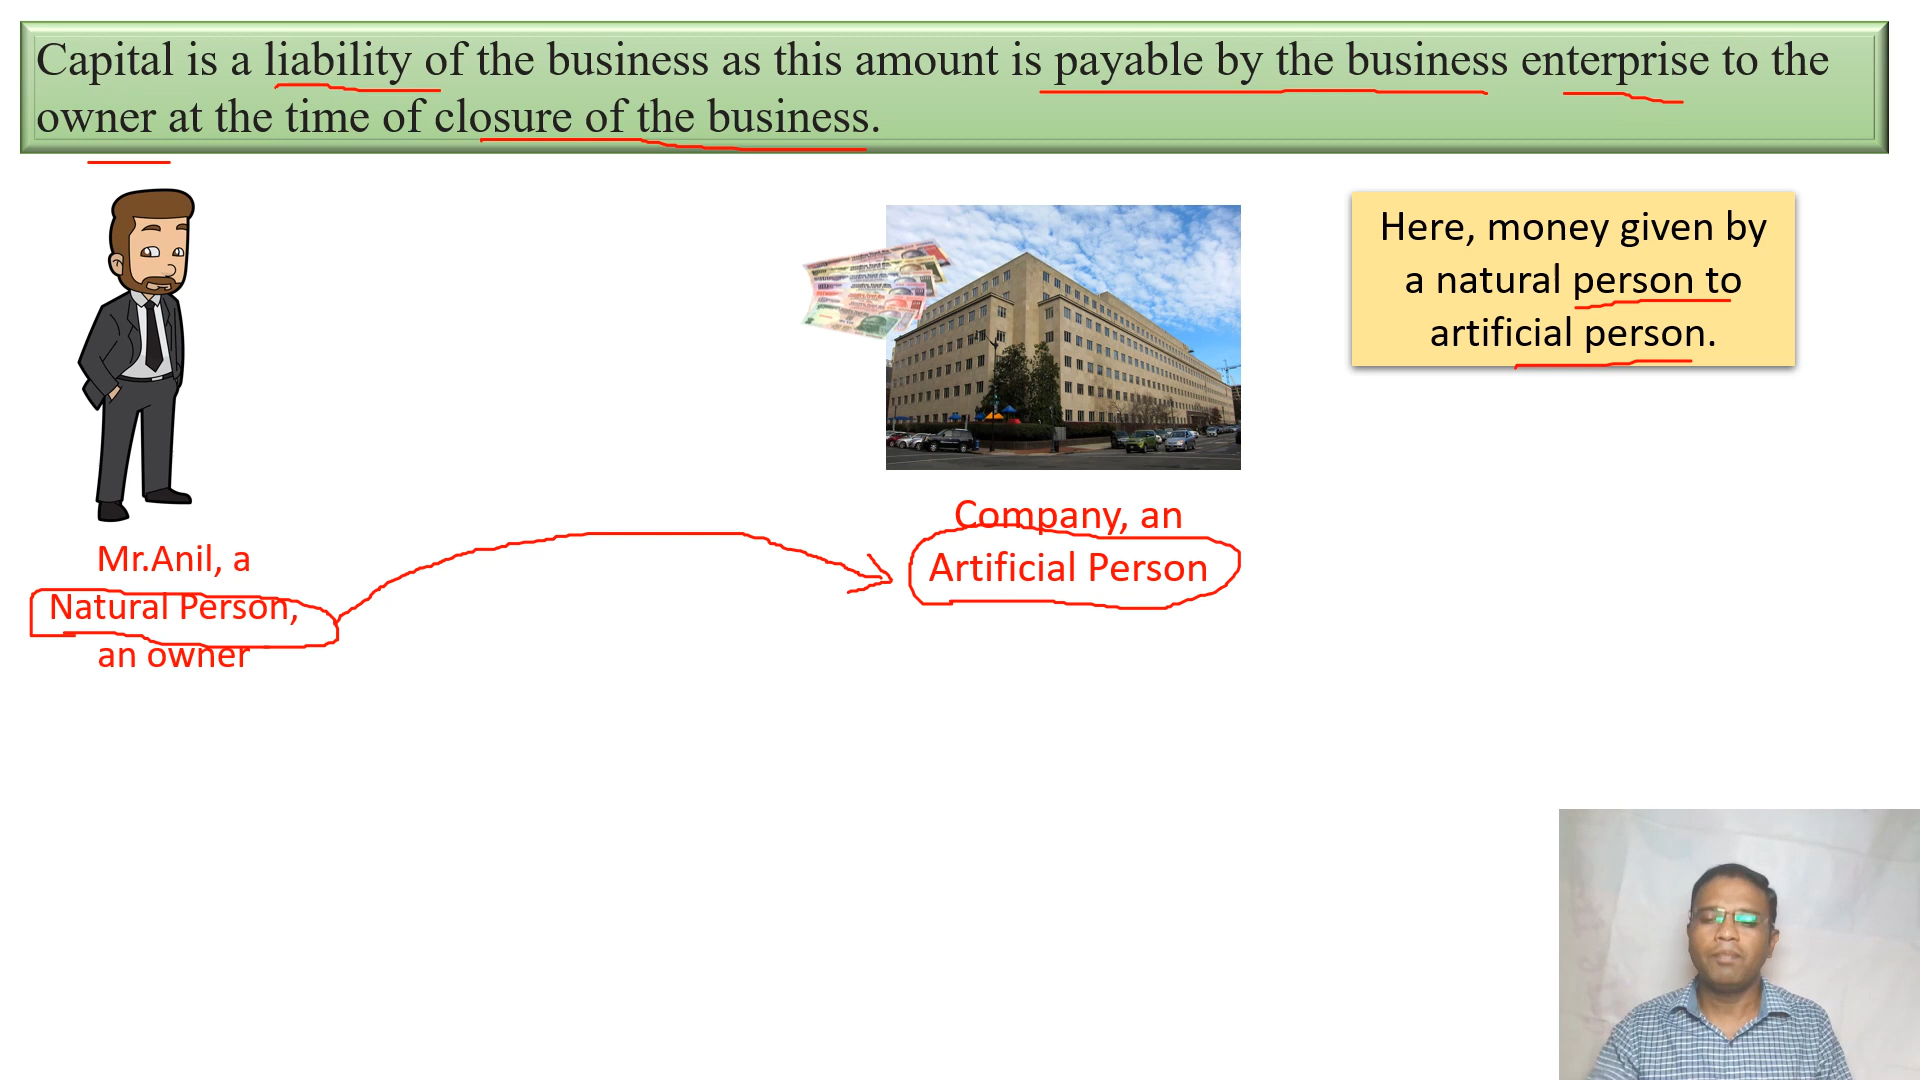 Capital is a liability of the business as this amount is payable by the business enterprise to the
owner at the time of closure of the business.
Here, money given by
a natural person to
artificial person.
Company, an
Artificial Person
Mr.Anil, a
Natural Person,
an owner